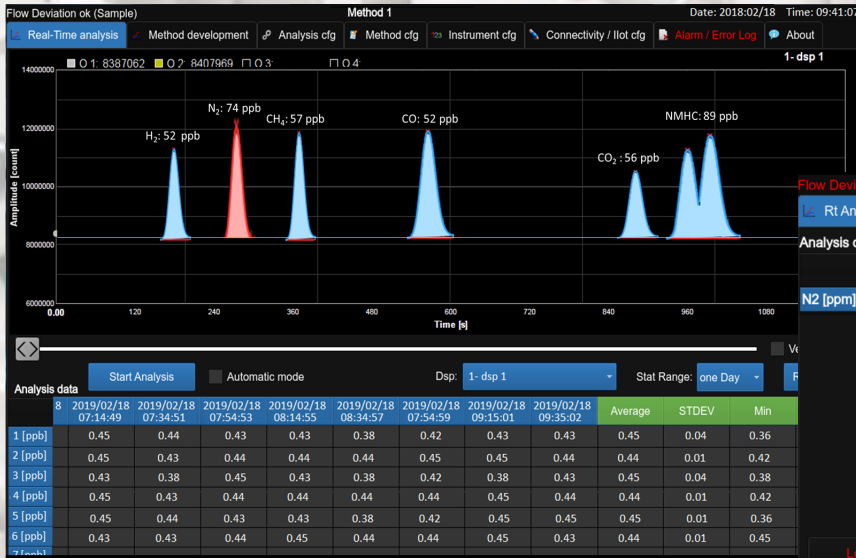 Flow Deviation ok (Sample) Method 1 Date: 2018:02/18 Time: 09:41:07
Real-Time analysis Method development Analysis cfg Method cfg Instrument cfg Connectivity / IIot cfg Alarm / Error Log About
O 1: 8387062 O 2: 8407969 O 3: O 4: 1- dsp 1
14000000
12000000
10000000
8000000
6000000
Amplitude [count]
H₂: 52 ppb
N₂: 74 ppb
CH₄: 57 ppb
CO: 52 ppb
CO₂ : 56 ppb
NMHC: 89 ppb
0.00 120 240 360 480 600 720 840 960 1080
Time [s]
Start Analysis Automatic mode Dsp: 1- dsp 1 Stat Range: one Day
Analysis data
8 2019/02/18 2019/02/18 2019/02/18 2019/02/18 2019/02/18 2019/02/18 2019/02/18 2019/02/18 Average STDEV Min
07:14:49 07:34:51 07:54:53 08:14:55 08:34:57 07:54:59 09:15:01 09:35:02
1 [ppb] 0.45 0.44 0.43 0.43 0.38 0.42 0.43 0.43 0.45 0.04 0.36
2 [ppb] 0.45 0.43 0.44 0.44 0.44 0.45 0.45 0.44 0.44 0.01 0.42
3 [ppb] 0.43 0.38 0.45 0.43 0.38 0.42 0.38 0.43 0.45 0.04 0.38
4 [ppb] 0.45 0.43 0.44 0.44 0.44 0.44 0.45 0.44 0.44 0.01 0.42
5 [ppb] 0.45 0.44 0.43 0.43 0.38 0.42 0.45 0.45 0.45 0.01 0.36
6 [ppb] 0.43 0.43 0.44 0.45 0.44 0.44 0.45 0.43 0.44 0.01 0.45
7 [ppb]
Flow Devi
Rt An
Analysis d
N2 [ppm]